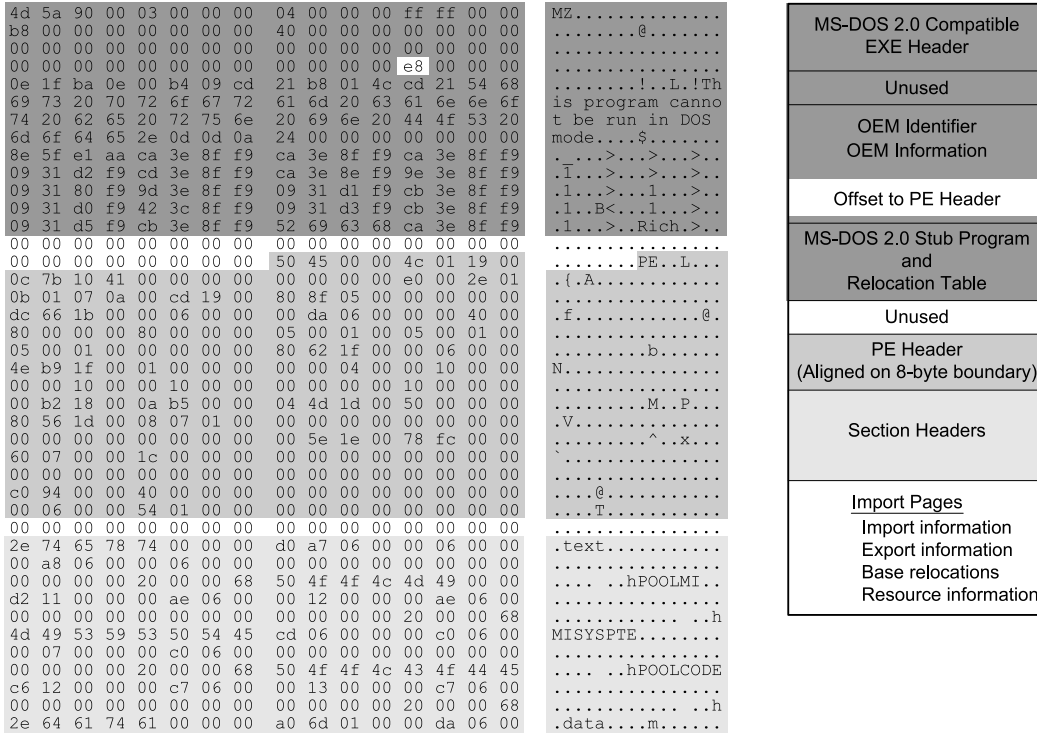 4d 5a 90 00 03 00 00 00 04 00 00 00 ff ff 00 00 MZ..............
b8 00 00 00 00 00 00 00 40 00 00 00 00 00 00 00 ........@.......
00 00 00 00 00 00 00 00 00 00 00 00 00 00 00 00 ................
00 00 00 00 00 00 00 00 00 00 00 00 e8 00 00 00 ................
0e 1f ba 0e 00 b4 09 cd 21 b8 01 4c cd 21 54 68 ........!..L.!Th
69 73 20 70 72 6f 67 72 61 6d 20 63 61 6e 6e 6f is program canno
74 20 62 65 20 72 75 6e 20 69 6e 20 44 4f 53 20 t be run in DOS
6d 6f 64 65 2e 0d 0d 0a 24 00 00 00 00 00 00 00 mode....$.......
8e 5f e1 aa ca 3e 8f f9 ca 3e 8f f9 ca 3e 8f f9 ._...>...>...>..
09 31 d2 f9 cd 3e 8f f9 ca 3e 8e f9 9e 3e 8f f9 .1...>...>...>..
09 31 80 f9 9d 3e 8f f9 09 31 d1 f9 cb 3e 8f f9 .1...>...1...>..
09 31 d0 f9 42 3c 8f f9 09 31 d3 f9 cb 3e 8f f9 .1..B<...1...>..
09 31 d5 f9 cb 3e 8f f9 52 69 63 68 ca 3e 8f f9 .1...>..Rich.>..
00 00 00 00 00 00 00 00 00 00 00 00 00 00 00 00 ................
00 00 00 00 00 00 00 00 50 45 00 00 4c 01 19 00 ........PE..L...
0c 7b 10 41 00 00 00 00 00 00 00 00 e0 00 2e 01 .{.A............
0b 01 07 0a 00 cd 19 00 80 8f 05 00 00 00 00 00 ................
dc 66 1b 00 00 06 00 00 00 da 06 00 00 00 40 00 .f............@.
80 00 00 00 80 00 00 00 05 00 01 00 05 00 01 00 ................
05 00 01 00 00 00 00 00 80 62 1f 00 00 06 00 00 .........b......
4e b9 1f 00 01 00 00 00 00 00 04 00 00 10 00 00 N...............
00 00 10 00 00 10 00 00 00 00 00 00 10 00 00 00 ................
00 b2 18 00 0a b5 00 00 04 4d 1d 00 50 00 00 00 .........M..P...
80 56 1d 00 08 07 01 00 00 00 00 00 00 00 00 00 .V..............
00 00 00 00 00 00 00 00 00 5e 1e 00 78 fc 00 00 .........^..x...
60 07 00 00 1c 00 00 00 00 00 00 00 00 00 00 00 `...............
00 00 00 00 00 00 00 00 00 00 00 00 00 00 00 00 ................
c0 94 00 00 40 00 00 00 00 00 00 00 00 00 00 00 ....@...........
00 06 00 00 54 01 00 00 00 00 00 00 00 00 00 00 ....T...........
00 00 00 00 00 00 00 00 00 00 00 00 00 00 00 00 ................
2e 74 65 78 74 00 00 00 d0 a7 06 00 00 06 00 00 .text...........
00 a8 06 00 00 06 00 00 00 00 00 00 00 00 00 00 ................
00 00 00 00 20 00 00 68 50 4f 4f 4c 4d 49 00 00 .... ..hPOOLMI..
d2 11 00 00 00 ae 06 00 00 12 00 00 00 ae 06 00 ................
00 00 00 00 00 00 00 00 00 00 00 00 20 00 00 68 ............ ..h
4d 49 53 59 53 50 54 45 cd 06 00 00 00 c0 06 00 MISYSPTE........
00 07 00 00 00 c0 06 00 00 00 00 00 00 00 00 00 ................
00 00 00 00 20 00 00 68 50 4f 4f 4c 43 4f 44 45 .... ..hPOOLCODE
c6 12 00 00 00 c7 06 00 00 13 00 00 00 c7 06 00 ................
00 00 00 00 00 00 00 00 00 00 00 00 20 00 00 68 ............ ..h
2e 64 61 74 61 00 00 00 a0 6d 01 00 00 da 06 00 .data....m......
MS-DOS 2.0 Compatible
EXE Header
Unused
OEM Identifier
OEM Information
Offset to PE Header
MS-DOS 2.0 Stub Program
and
Relocation Table
Unused
PE Header
(Aligned on 8-byte boundary)
Section Headers
Import Pages
Import information
Export information
Base relocations
Resource information